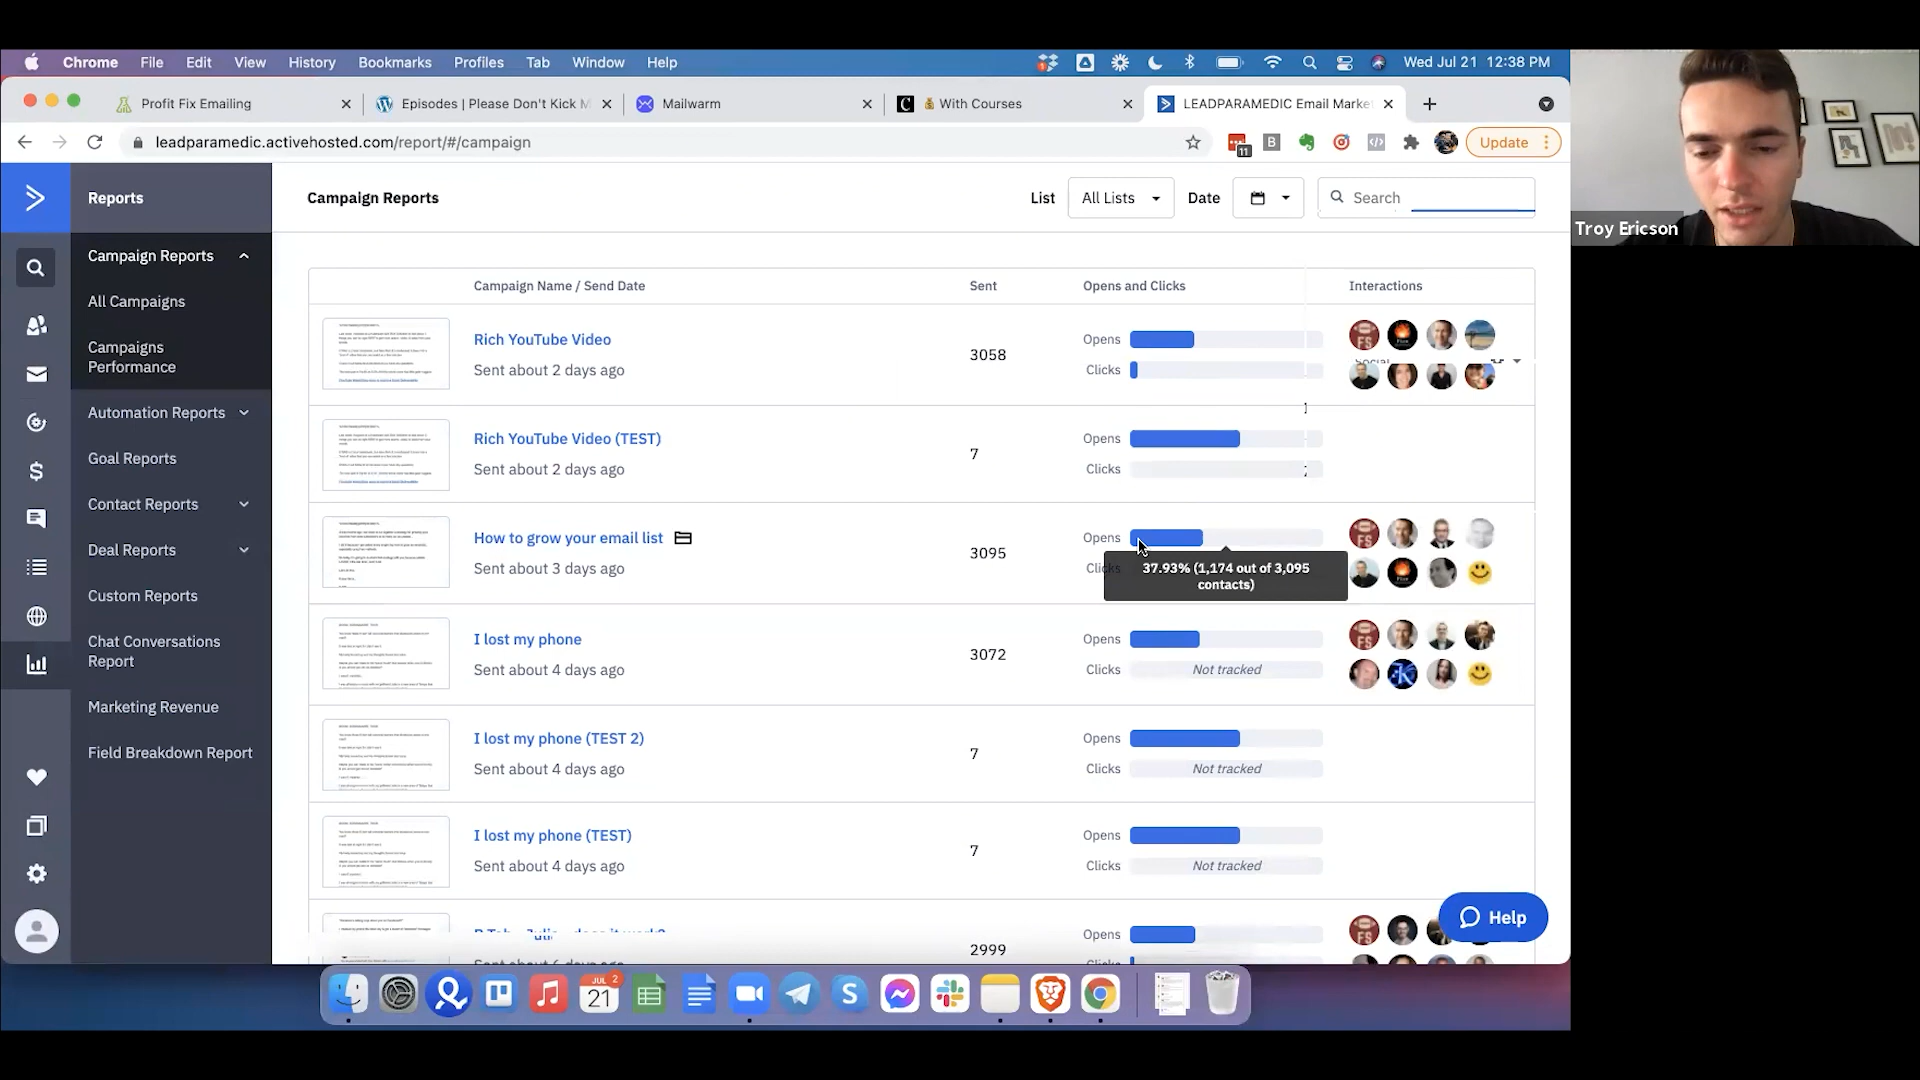 Chrome File Edit View History Bookmarks Profiles Tab Window Help
Wed Jul 21 12:38 PM
Profit Fix Emailing
Episodes | Please Don't Kick M
Mailwarm
With Courses
LEADPARAMEDIC Email Marke
leadparamedic.activehosted.com/report/#/campaign
11
Update
Troy Ericson
Reports
Campaign Reports
All Campaigns
Campaigns
Performance
Automation Reports
Goal Reports
Contact Reports
Deal Reports
Custom Reports
Chat Conversations
Report
Marketing Revenue
Field Breakdown Report
Campaign Reports
List All Lists Date Search
Campaign Name / Send Date Sent Opens and Clicks Interactions
Rich YouTube Video
Sent about 2 days ago
3058
Opens
Clicks
Rich YouTube Video (TEST)
Sent about 2 days ago
7
Opens
Clicks
How to grow your email list
Sent about 3 days ago
3095
Opens
37.93% (1,174 out of 3,095
contacts)
I lost my phone
Sent about 4 days ago
3072
Opens
Clicks Not tracked
I lost my phone (TEST 2)
Sent about 4 days ago
7
Opens
Clicks Not tracked
I lost my phone (TEST)
Sent about 4 days ago
7
Opens
Clicks Not tracked
2999
Opens
Help
JUL
21
2